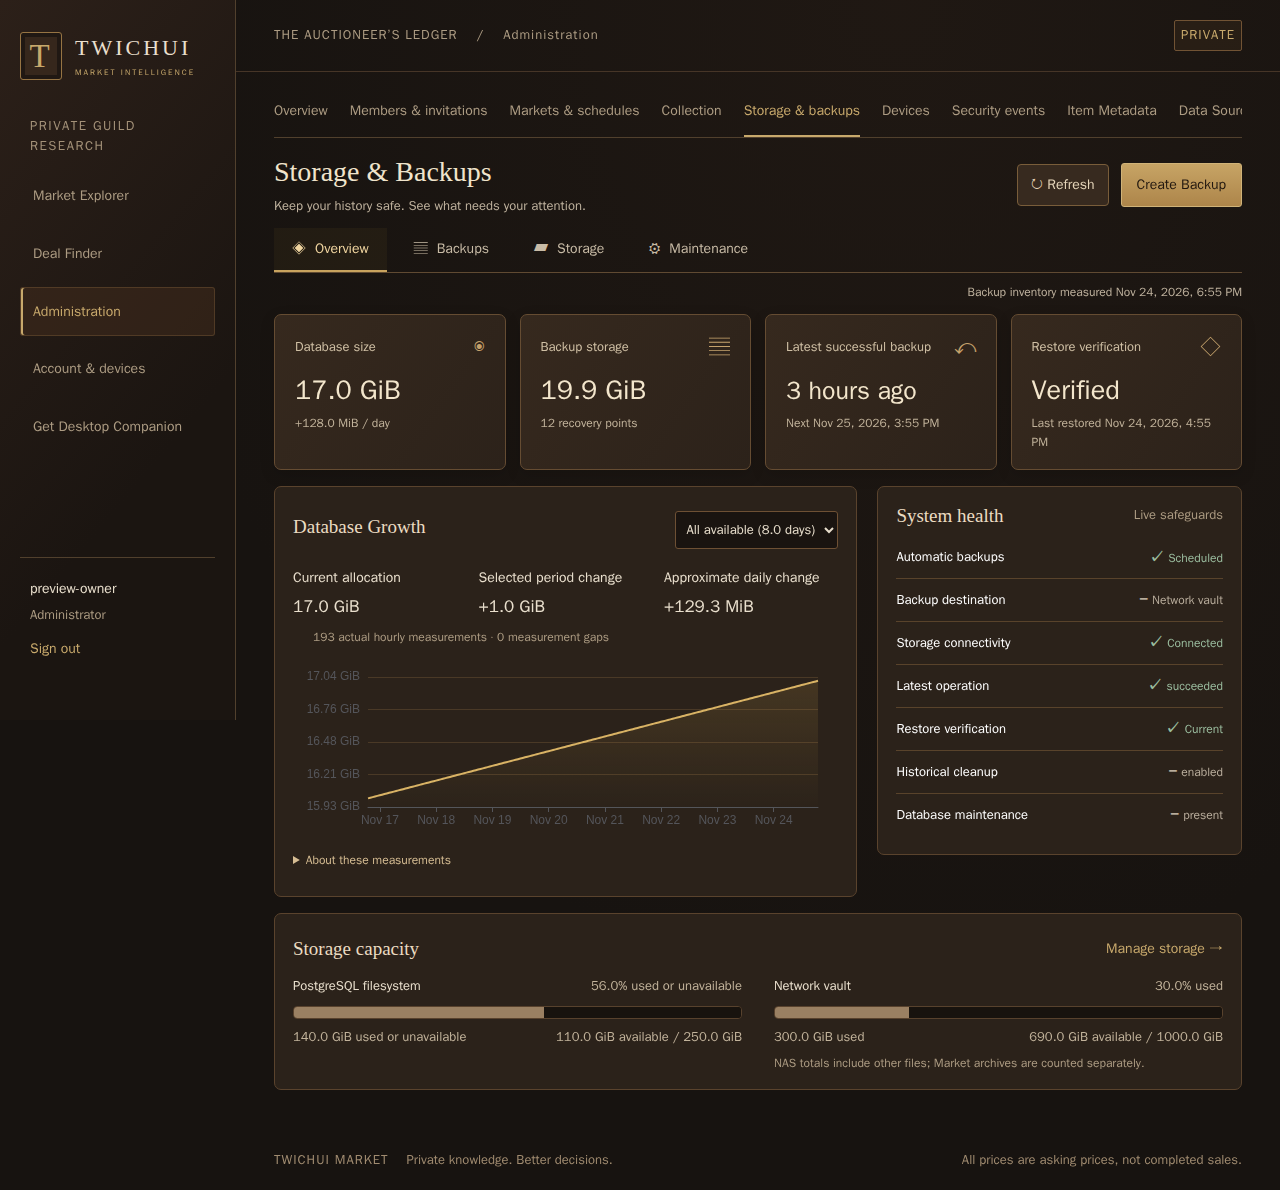 T
TWICHUI
MARKET INTELLIGENCE
PRIVATE GUILD
RESEARCH
Market Explorer
Deal Finder
Administration
Account & devices
Get Desktop Companion
preview-owner
Administrator
Sign out
THE AUCTIONEER'S LEDGER / Administration
PRIVATE
Overview Members & invitations Markets & schedules Collection Storage & backups Devices Security events Item Metadata Data Sour
Storage & Backups
Keep your history safe. See what needs your attention.
↻ Refresh Create Backup
Overview Backups Storage Maintenance
Backup inventory measured Nov 24, 2026, 6:55 PM
Database size
17.0 GiB
+128.0 MiB / day
Backup storage
19.9 GiB
12 recovery points
Latest successful backup
3 hours ago
Next Nov 25, 2026, 3:55 PM
Restore verification
Verified
Last restored Nov 24, 2026, 4:55
PM
Database Growth
All available (8.0 days)
Current allocation Selected period change Approximate daily change
17.0 GiB +1.0 GiB +129.3 MiB
193 actual hourly measurements · 0 measurement gaps
17.04 GiB
16.76 GiB
16.48 GiB
16.21 GiB
15.93 GiB
Nov 17 Nov 18 Nov 19 Nov 20 Nov 21 Nov 22 Nov 23 Nov 24
▶ About these measurements
System health Live safeguards
Automatic backups ✓ Scheduled
Backup destination – Network vault
Storage connectivity ✓ Connected
Latest operation ✓ succeeded
Restore verification ✓ Current
Historical cleanup – enabled
Database maintenance – present
Storage capacity Manage storage →
PostgreSQL filesystem 56.0% used or unavailable
140.0 GiB used or unavailable 110.0 GiB available / 250.0 GiB
Network vault 30.0% used
300.0 GiB used 690.0 GiB available / 1000.0 GiB
NAS totals include other files; Market archives are counted separately.
TWICHUI MARKET Private knowledge. Better decisions.
All prices are asking prices, not completed sales.